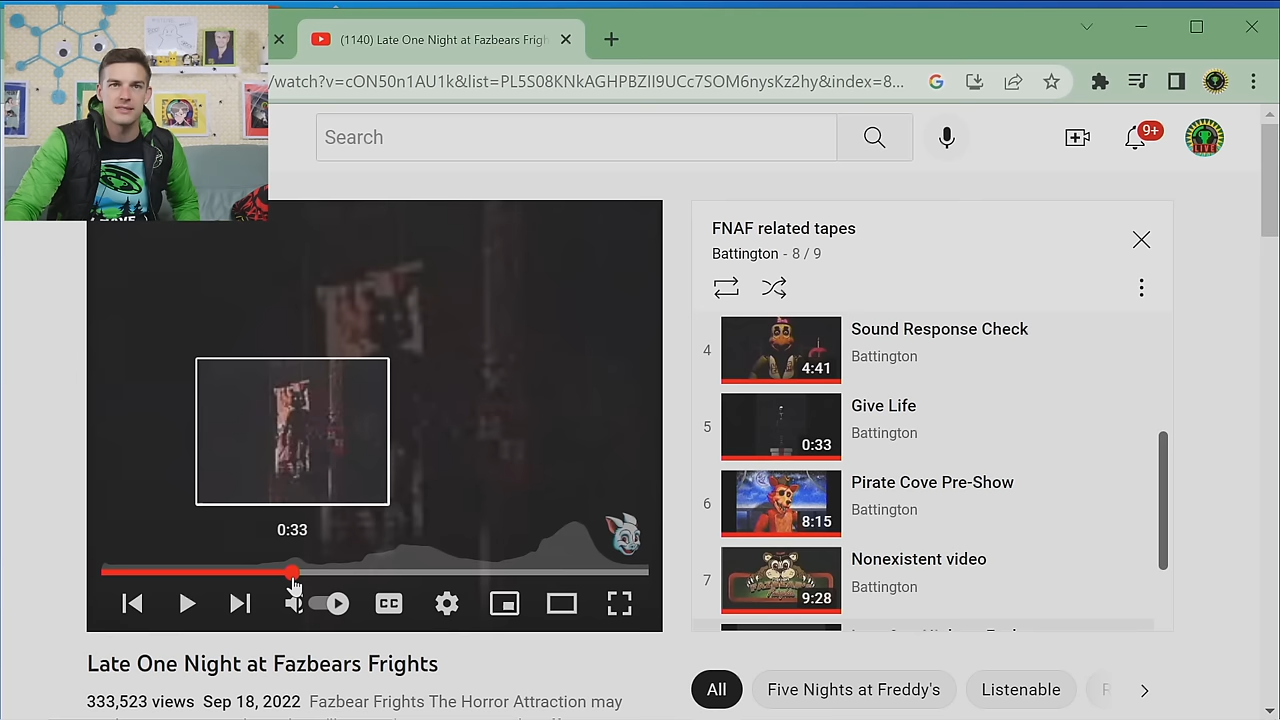 (1140) Late One Night at Fazbears Frigh
/watch?v=cON50n1AU1k&list=PL5S08KNkAGHPBZII9UCc7SOM6nysKz2hy&index=8...
Search
9+
LIVE
FNAF related tapes
Battington - 8 / 9
4
Sound Response Check
Battington
4:41
5
Give Life
Battington
0:33
6
Pirate Cove Pre-Show
Battington
8:15
7
Nonexistent video
Battington
9:28
0:33
CC
Late One Night at Fazbears Frights
333,523 views Sep 18, 2022 Fazbear Frights The Horror Attraction may
All
Five Nights at Freddy's
Listenable